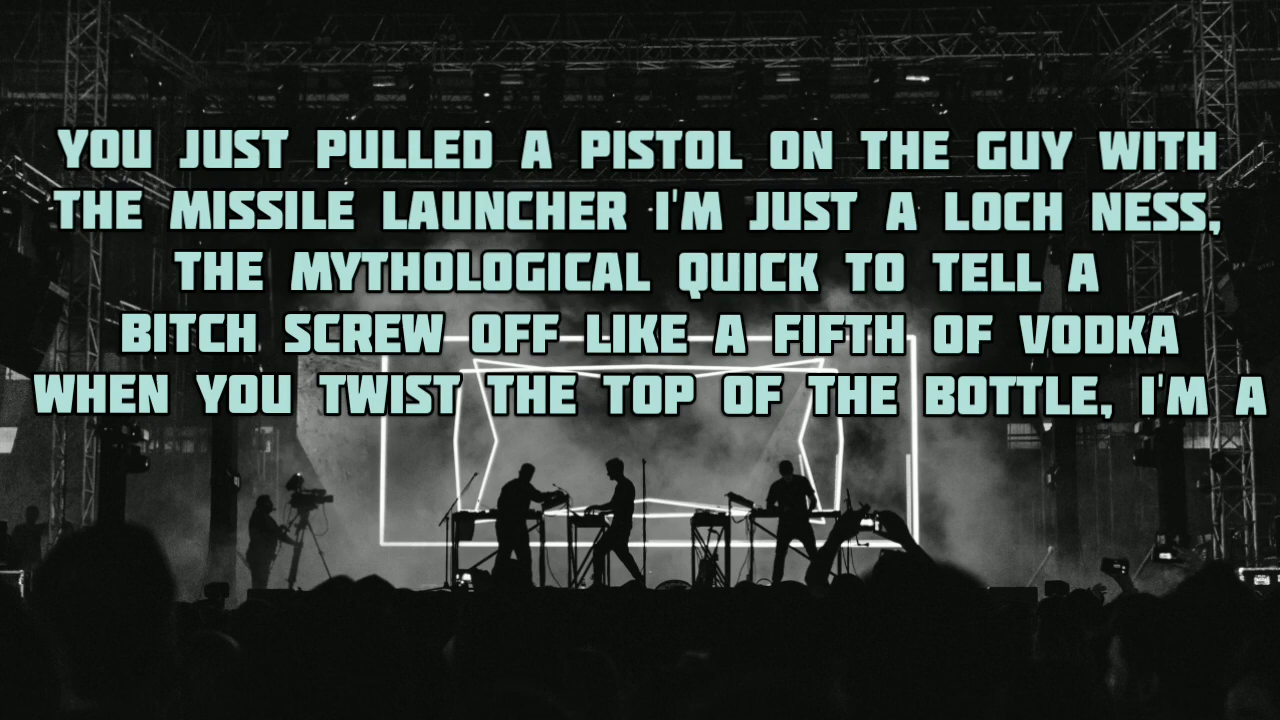 YOU JUST PULLED A PISTOL ON THE GUY WITH
THE MISSILE LAUNCHER I'M JUST A LOCH NESS,
THE MYTHOLOGICAL QUICK TO TELL A
BITCH SCREW OFF LIKE A FIFTH OF VODKA
WHEN YOU TWIST THE TOP OF THE BOTTLE, I'M A